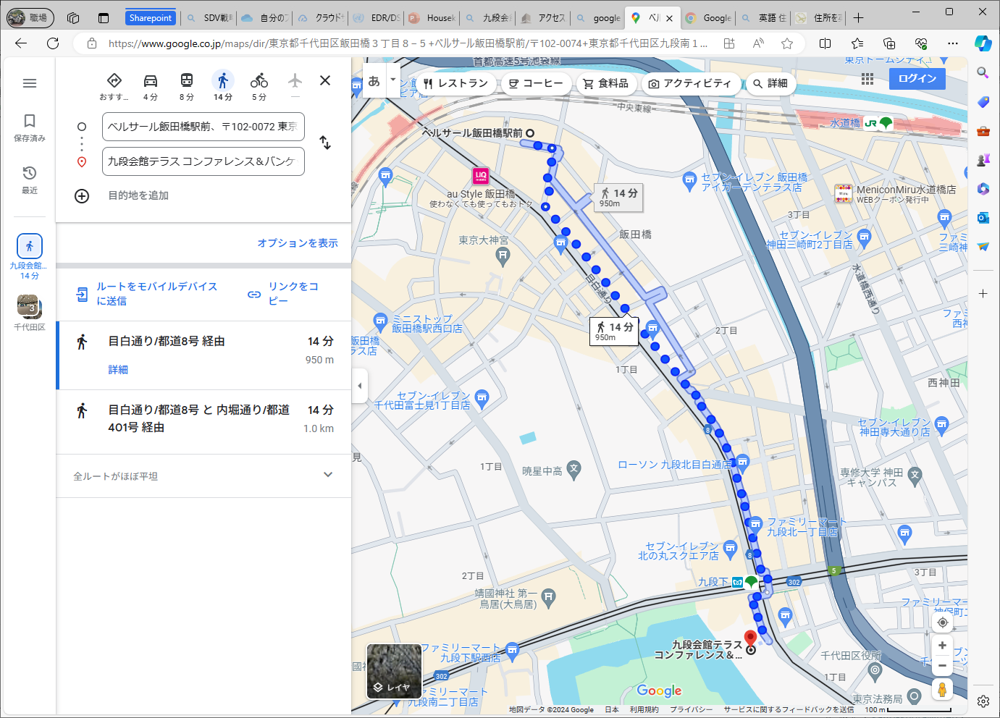 職場
Sharepoint
SDV戦略
自分のフ
クラウド
EDR/DS
Househ
九段会
アクセス
google
ベル
Google
英語 住
住所を英
https://www.google.co.jp/maps/dir/東京都千代田区飯田橋３丁目８−５+ベルサール飯田橋駅前/〒102-0074+東京都千代田区九段南１...
おすす...
4 分
8 分
14 分
5 分
—
ベルサール飯田橋駅前、〒102-0072 東京
九段会館テラス コンファレンス＆バンケ
目的地を追加
保存済み
最近
九段会館...
14 分
3
千代田区
オプションを表示
ルートをモバイルデバイス
に送信
リンクをコ
ピー
目白通り/都道8号 経由
14 分
950 m
詳細
目白通り/都道8号 と 内堀通り/都道
401号 経由
14 分
1.0 km
全ルートがほぼ平坦
あ
レストラン
コーヒー
食料品
アクティビティ
詳細
ログイン
首都高速5号池袋線
東京ドームシティ...
中央東線
水道橋
JR
ベルサール飯田橋駅前
UQ
au Style 飯田橋
使わなくても使ってもおトク
セブン-イレブン 飯田橋
アイガーデンテラス店
MeniconMiru水道橋店
WEBクーポン発行中
14 分
950m
3丁目
飯田橋
東京大神宮
セブン-イレブン
神田三崎町2丁目店
ファミ
三崎神
水道橋西通り
目白通り
ミニストップ
飯田橋駅西口店
飯田橋
ラス店
14 分
950m
2丁目
ファミ
西神
1丁目
西神田
セブン-イレブン
千代田富士見1丁目店
セブン-イレブン
神田専大通り店
8
見
1丁目
暁星中高
ローソン 九段北目白通店
専修大学 神田
キャンパス
ファミリーマート
九段北一丁目店
セブン-イレブン
北の丸スクエア店
8
2丁目
九段下
302
5
3丁目
靖國神社 第一
鳥居(大鳥居)
ファミリーマー
神保町二
九段会館テラス
コンファレンス＆...
ファミリーマート
九段下駅西店
302
千代田区役所
1丁目
レイヤ
九段南二丁目店
東京法務局
Google
地図データ ©2024 Google
日本
利用規約
プライバシー
サービスに関するフィードバックを送信
100 m